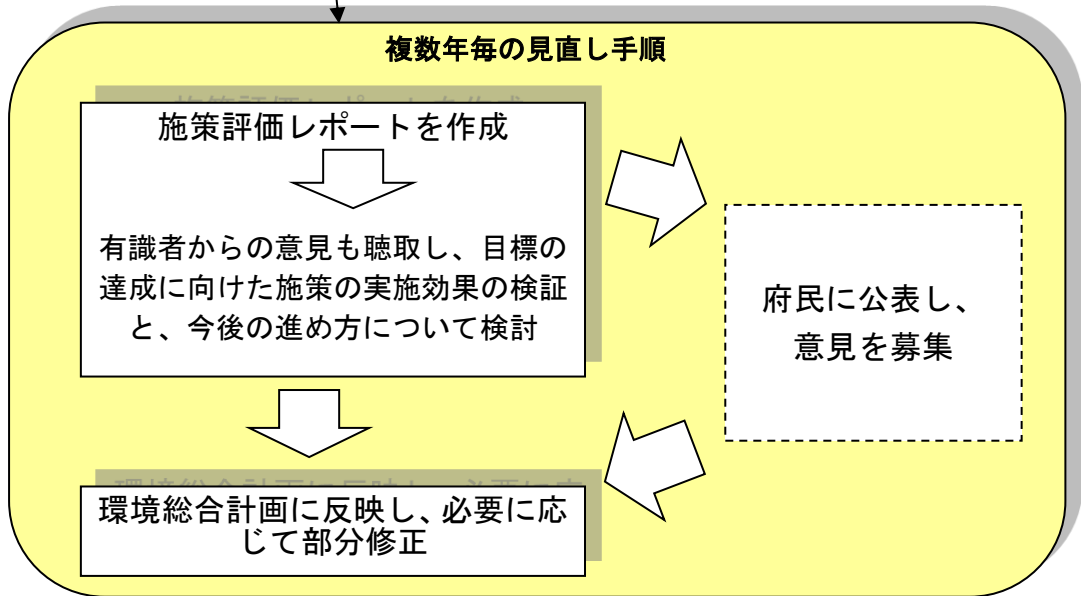 複数年毎の見直し手順
施策評価レポートを作成
有識者からの意見も聴取し、目標の
達成に向けた施策の実施効果の検証
と、今後の進め方について検討
府民に公表し、
意見を募集
環境総合計画に反映し、必要に応
じて部分修正